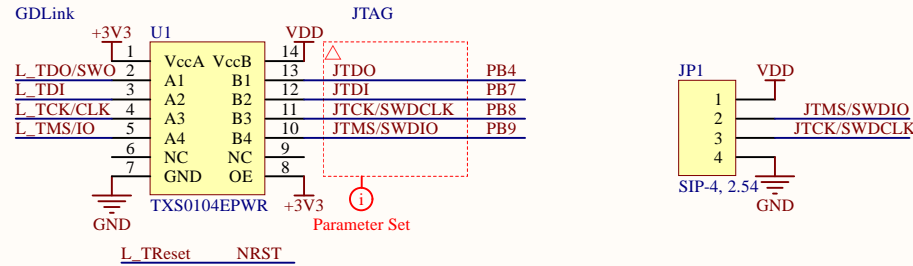 GDLink JTAG
+3V3 U1 VDD
1 VccA VccB 14
L_TDO/SWO 2 A1 B1 13 JTDO PB4
L_TDI 3 A2 B2 12 JTDI PB7
L_TCK/CLK 4 A3 B3 11 JTCK/SWDCLK PB8
L_TMS/IO 5 A4 B4 10 JTMS/SWDIO PB9
6 NC NC 9
7 GND OE 8
GND TXS0104EPWR +3V3
i
Parameter Set
L_TReset NRST
JP1 VDD
1
2 JTMS/SWDIO
3 JTCK/SWDCLK
4
SIP-4, 2.54
GND